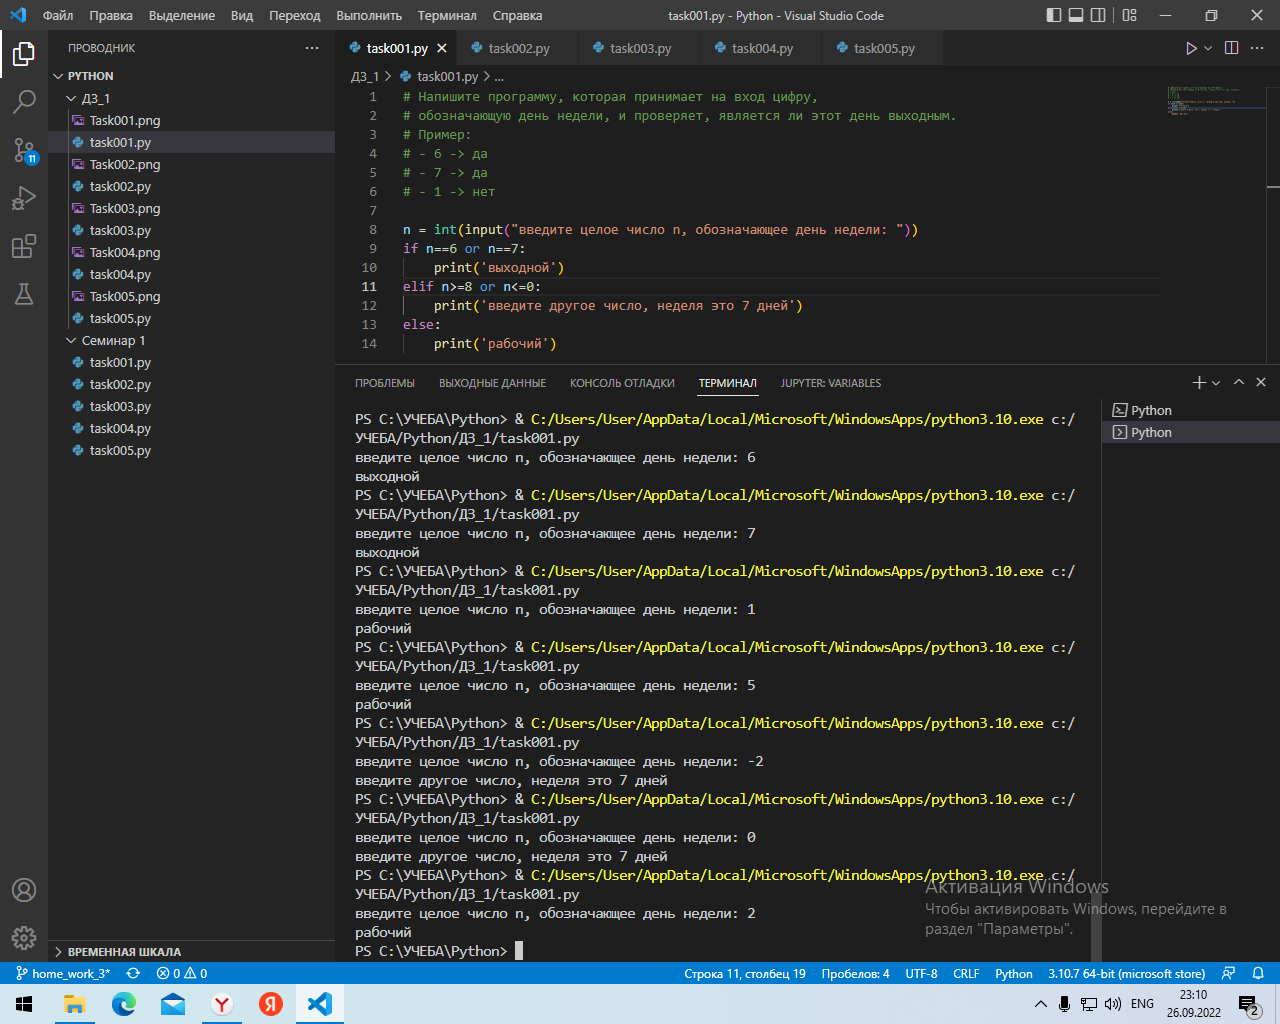 Файл Правка Выделение Вид Переход Выполнить Терминал Справка task001.py - Python - Visual Studio Code
ПРОВОДНИК
PYTHON
ДЗ_1
Task001.png
task001.py
Task002.png
task002.py
Task003.png
task003.py
Task004.png
task004.py
Task005.png
task005.py
Семинар 1
task001.py
task002.py
task003.py
task004.py
task005.py
ВРЕМЕННАЯ ШКАЛА
11
task001.py task002.py task003.py task004.py task005.py
ДЗ_1 > task001.py > ...
1 # Напишите программу, которая принимает на вход цифру,
2 # обозначающую день недели, и проверяет, является ли этот день выходным.
3 # Пример:
4 # - 6 -> да
5 # - 7 -> да
6 # - 1 -> нет
7
8 n = int(input("введите целое число n, обозначающее день недели: "))
9 if n==6 or n==7:
10 print('выходной')
11 elif n>=8 or n<=0:
12 print('введите другое число, неделя это 7 дней')
13 else:
14 print('рабочий')
ПРОБЛЕМЫ ВЫХОДНЫЕ ДАННЫЕ КОНСОЛЬ ОТЛАДКИ ТЕРМИНАЛ JUPYTER: VARIABLES
Python
Python
PS C:\УЧЕБА\Python> & C:/Users/User/AppData/Local/Microsoft/WindowsApps/python3.10.exe c:/
УЧЕБА/Python/ДЗ_1/task001.py
введите целое число n, обозначающее день недели: 6
выходной
PS C:\УЧЕБА\Python> & C:/Users/User/AppData/Local/Microsoft/WindowsApps/python3.10.exe c:/
УЧЕБА/Python/ДЗ_1/task001.py
введите целое число n, обозначающее день недели: 7
выходной
PS C:\УЧЕБА\Python> & C:/Users/User/AppData/Local/Microsoft/WindowsApps/python3.10.exe c:/
УЧЕБА/Python/ДЗ_1/task001.py
введите целое число n, обозначающее день недели: 1
рабочий
PS C:\УЧЕБА\Python> & C:/Users/User/AppData/Local/Microsoft/WindowsApps/python3.10.exe c:/
УЧЕБА/Python/ДЗ_1/task001.py
введите целое число n, обозначающее день недели: 5
рабочий
PS C:\УЧЕБА\Python> & C:/Users/User/AppData/Local/Microsoft/WindowsApps/python3.10.exe c:/
УЧЕБА/Python/ДЗ_1/task001.py
введите целое число n, обозначающее день недели: -2
введите другое число, неделя это 7 дней
PS C:\УЧЕБА\Python> & C:/Users/User/AppData/Local/Microsoft/WindowsApps/python3.10.exe c:/
УЧЕБА/Python/ДЗ_1/task001.py
введите целое число n, обозначающее день недели: 0
введите другое число, неделя это 7 дней
PS C:\УЧЕБА\Python> & C:/Users/User/AppData/Local/Microsoft/WindowsApps/python3.10.exe c:/
УЧЕБА/Python/ДЗ_1/task001.py
введите целое число n, обозначающее день недели: 2
рабочий
PS C:\УЧЕБА\Python>
Активация Windows
Чтобы активировать Windows, перейдите в
раздел "Параметры".
home_work_3* 0 0 Строка 11, столбец 19 Пробелов: 4 UTF-8 CRLF Python 3.10.7 64-bit (microsoft store)
Y Я ENG 23:10
26.09.2022 2